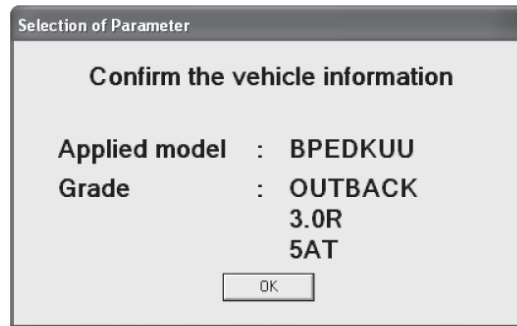 Selection of Parameter
Confirm the vehicle information
Applied model : BPEDKUU
Grade : OUTBACK
3.0R
5AT
OK